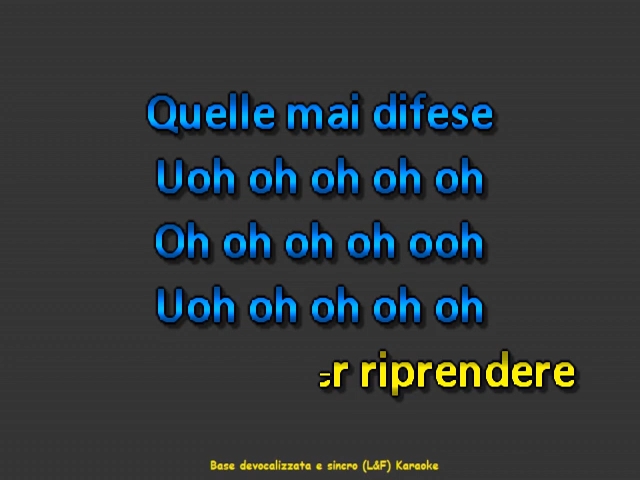 Quelle mai difese
Uoh oh oh oh oh
Oh oh oh oh ooh
Uoh oh oh oh oh
er riprendere
Base devocalizzata e sincro (L&F) Karaoke